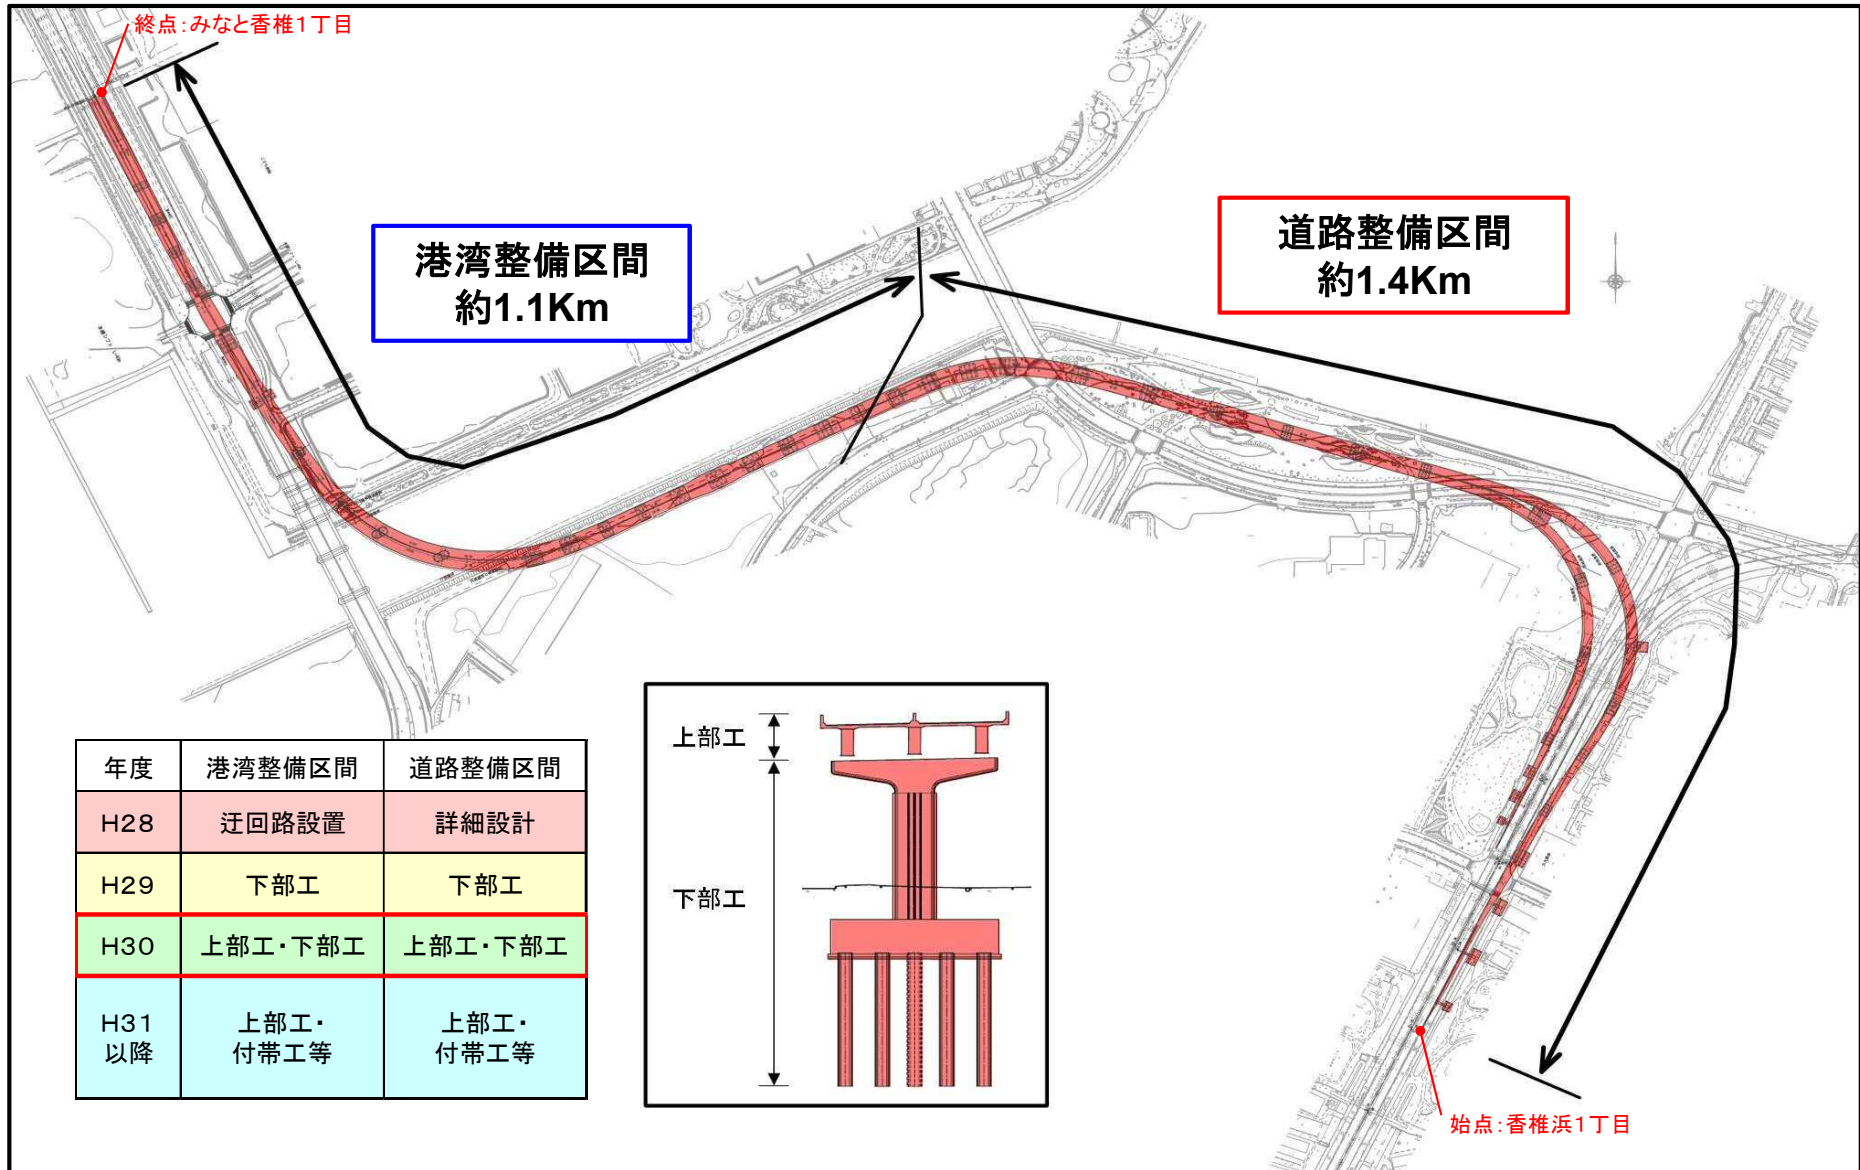 終点:みなと香椎1丁目
港湾整備区間
約1.1Km
道路整備区間
約1.4Km
年度 港湾整備区間 道路整備区間
H28 迂回路設置 詳細設計
H29 下部工 下部工
H30 上部工・下部工 上部工・下部工
H31
以降
上部工・
付帯工等
上部工・
付帯工等
上部工
下部工
始点:香椎浜1丁目